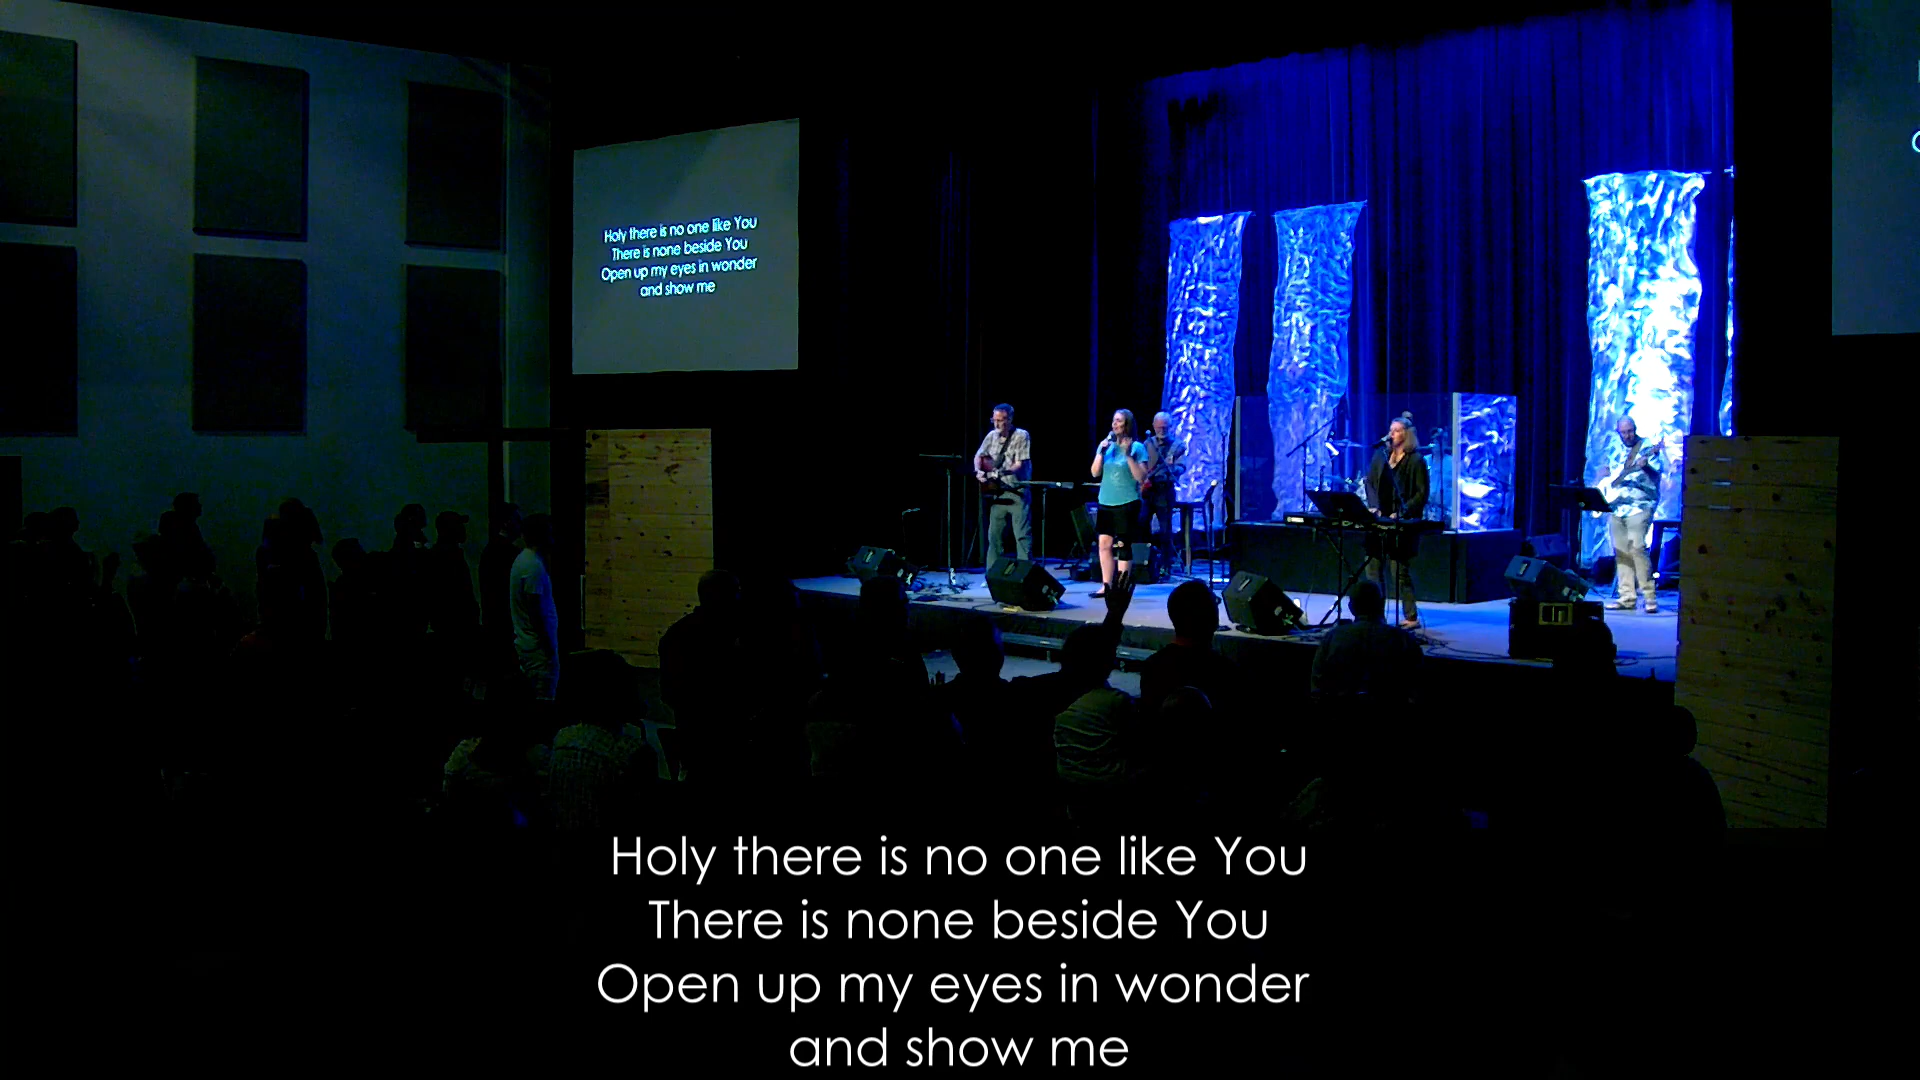 Holy there is no one like You
There is none beside You
Open up my eyes in wonder
and show me
Holy there is no one like You
There is none beside You
Open up my eyes in wonder
and show me